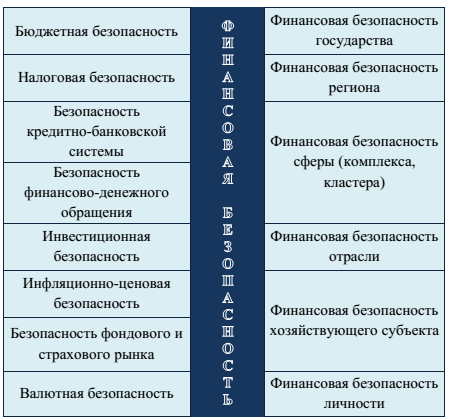 Бюджетная безопасность
Налоговая безопасность
Безопасность
кредитно-банковской
системы
Безопасность
финансово-денежного
обращения
Инвестиционная
безопасность
Инфляционно-ценовая
безопасность
Безопасность фондового и
страхового рынка
Валютная безопасность
ФИНАНСОВАЯ БЕЗОПАСНОСТЬ
Финансовая безопасность
государства
Финансовая безопасность
региона
Финансовая безопасность
сферы (комплекса,
кластера)
Финансовая безопасность
отрасли
Финансовая безопасность
хозяйствующего субъекта
Финансовая безопасность
личности